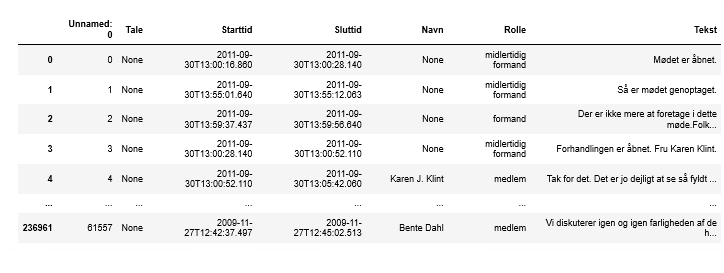 Unnamed: 0 Tale Starttid Sluttid Navn Rolle Tekst
0 0 None 2011-09-30T13:00:16.860 2011-09-30T13:00:28.140 None midlertidig formand Mødet er åbnet.
1 1 None 2011-09-30T13:55:01.640 2011-09-30T13:55:12.063 None midlertidig formand Så er mødet genoptaget.
2 2 None 2011-09-30T13:59:37.437 2011-09-30T13:59:56.640 None formand Der er ikke mere at foretage i dette møde.Folk...
3 3 None 2011-09-30T13:00:28.140 2011-09-30T13:00:52.110 None midlertidig formand Forhandlingen er åbnet. Fru Karen Klint.
4 4 None 2011-09-30T13:00:52.110 2011-09-30T13:05:42.060 Karen J. Klint medlem Tak for det. Det er jo dejligt at se så fyldt ...
... ... ... ... ... ... ... ...
236961 61557 None 2009-11-27T12:42:37.497 2009-11-27T12:45:02.513 Bente Dahl medlem Vi diskuterer igen og igen farligheden af de h...